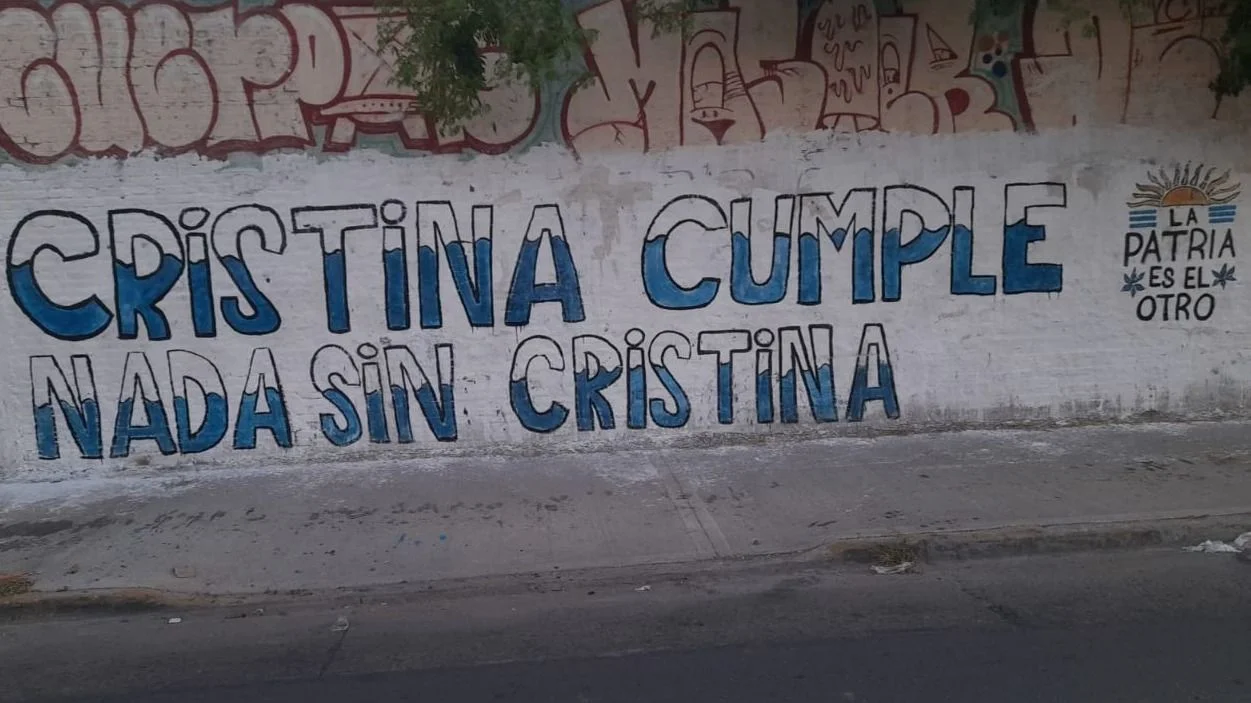 CRiSTiNA CUMPLE
NADA SiN CRiSTiNA
LA
PATRIA
ES EL
OTRO